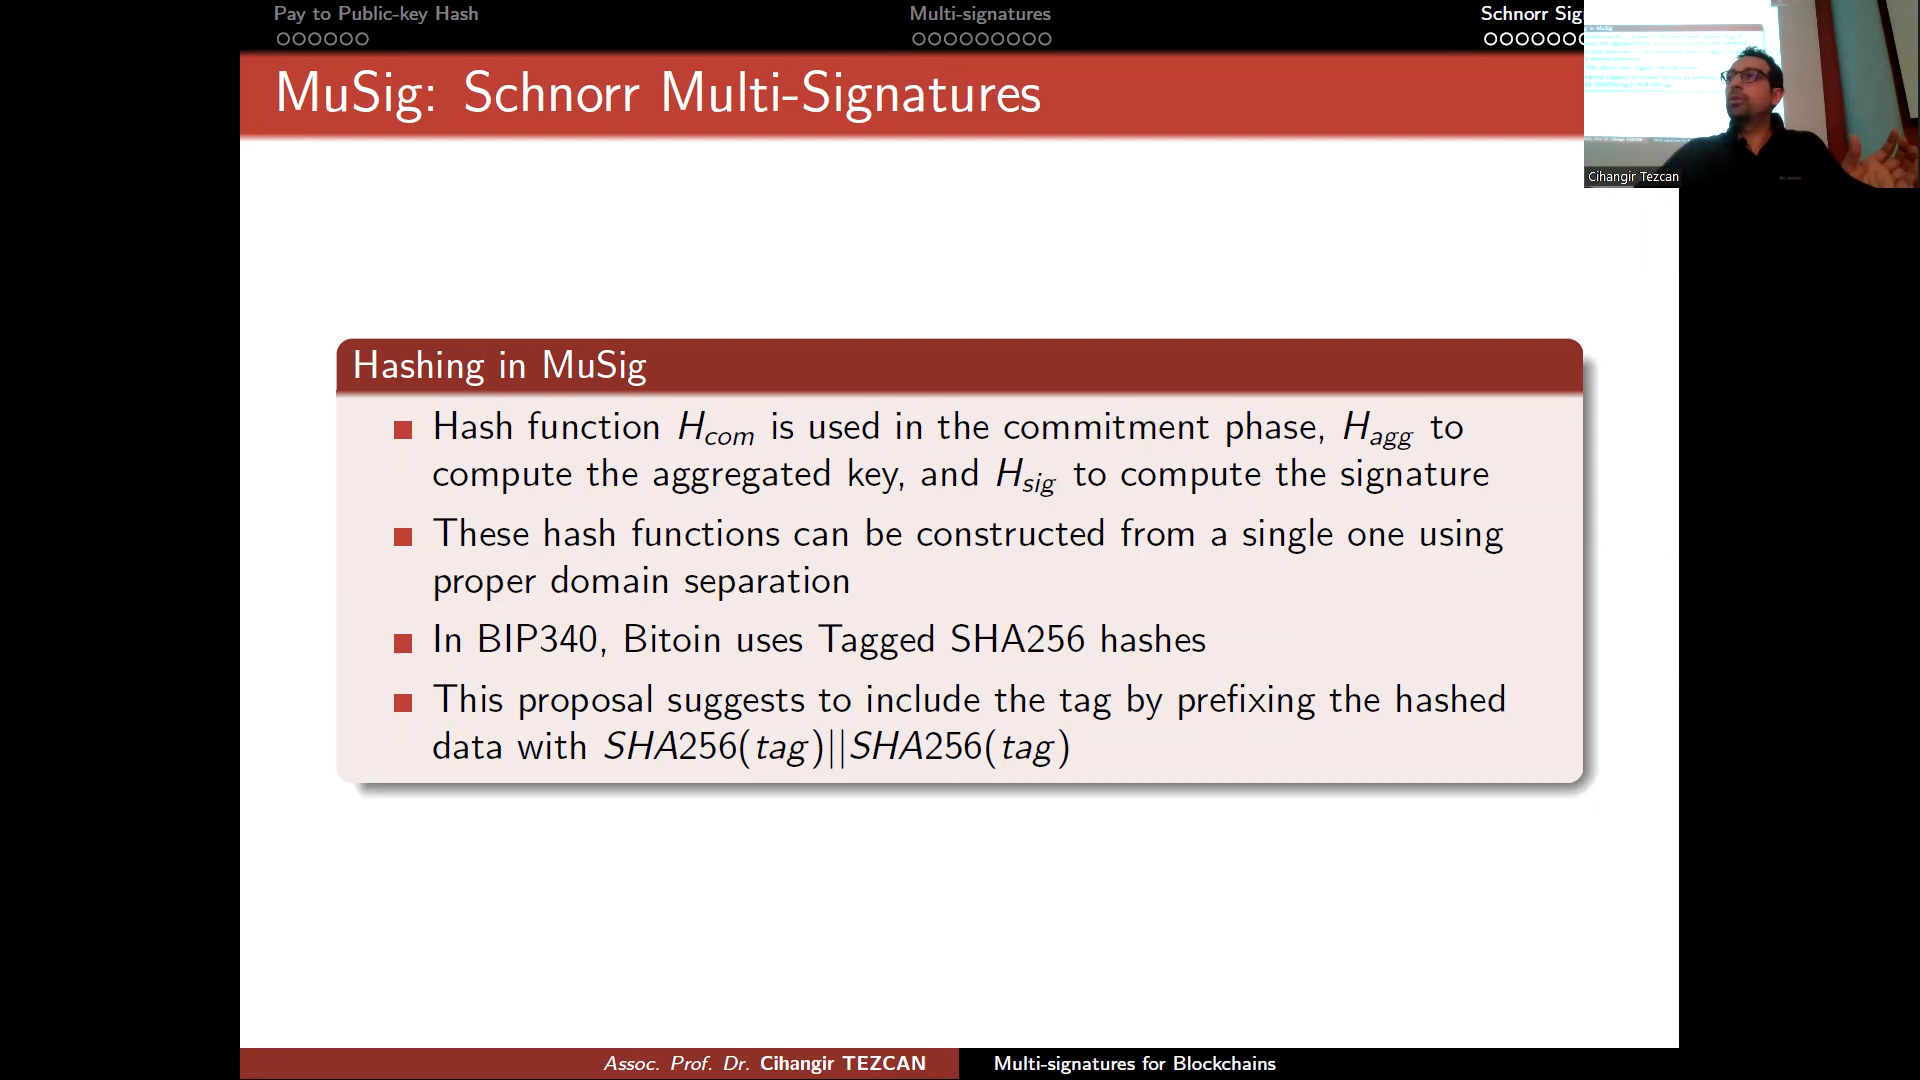 Pay to Public-key Hash
Multi-signatures
Schnorr Sig
MuSig: Schnorr Multi-Signatures
Cihangir Tezcan
Hashing in MuSig
Hash function H_com is used in the commitment phase, H_agg to
compute the aggregated key, and H_sig to compute the signature
These hash functions can be constructed from a single one using
proper domain separation
In BIP340, Bitoin uses Tagged SHA256 hashes
This proposal suggests to include the tag by prefixing the hashed
data with SHA256(tag)||SHA256(tag)
Assoc. Prof. Dr. Cihangir TEZCAN
Multi-signatures for Blockchains